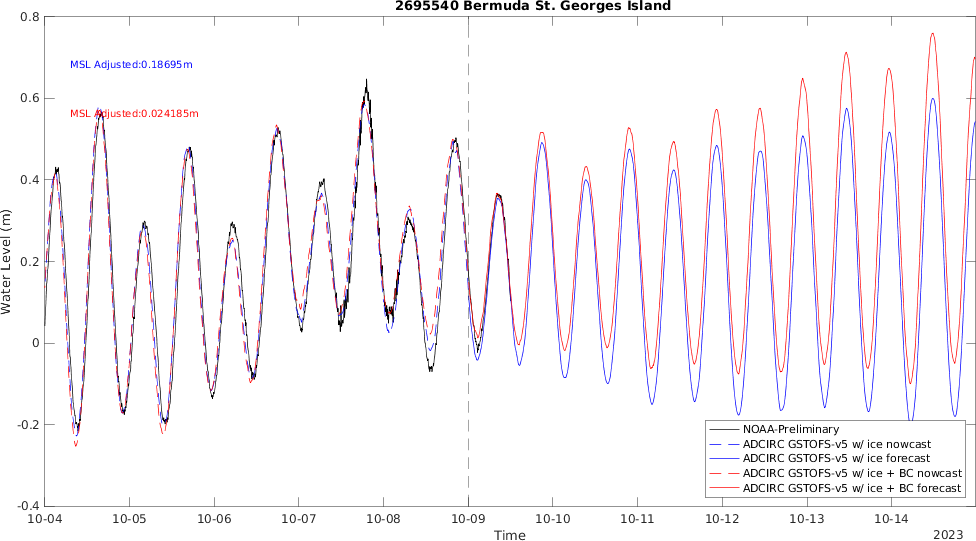 2695540 Bermuda St. Georges Island
0.8
MSL Adjusted:0.18695m
0.6
MSL Adjusted:0.024185m
0.4
0.2
0
-0.2
-0.4
Water Level (m)
NOAA-Preliminary
ADCIRC GSTOFS-v5 w/ ice nowcast
ADCIRC GSTOFS-v5 w/ ice forecast
ADCIRC GSTOFS-v5 w/ ice + BC nowcast
ADCIRC GSTOFS-v5 w/ ice + BC forecast
10-04 10-05 10-06 10-07 10-08 10-09 10-10 10-11 10-12 10-13 10-14
Time
2023